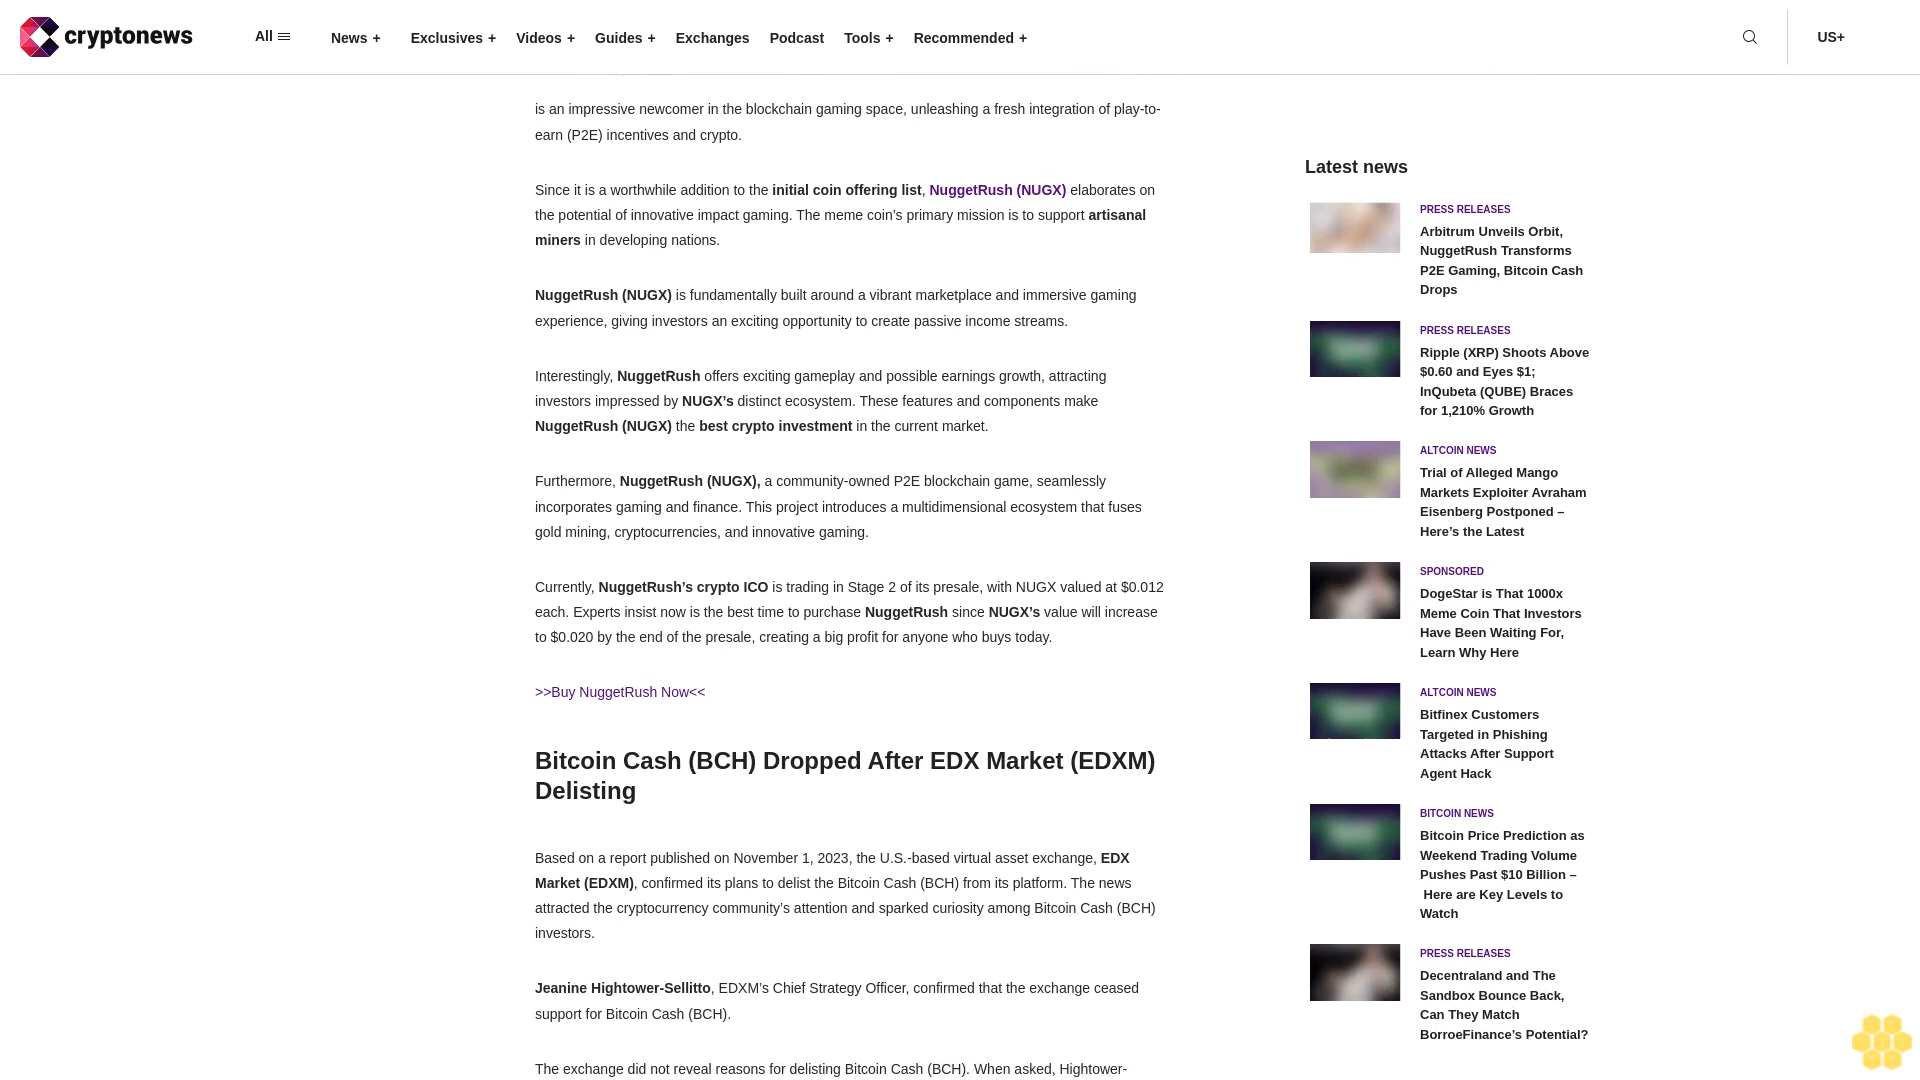 cryptonews
All
News +
Exclusives +
Videos +
Guides +
Exchanges
Podcast
Tools +
Recommended +
US+
is an impressive newcomer in the blockchain gaming space, unleashing a fresh integration of play-to-
earn (P2E) incentives and crypto.
Since it is a worthwhile addition to the initial coin offering list, NuggetRush (NUGX) elaborates on
the potential of innovative impact gaming. The meme coin’s primary mission is to support artisanal
miners in developing nations.
NuggetRush (NUGX) is fundamentally built around a vibrant marketplace and immersive gaming
experience, giving investors an exciting opportunity to create passive income streams.
Interestingly, NuggetRush offers exciting gameplay and possible earnings growth, attracting
investors impressed by NUGX’s distinct ecosystem. These features and components make
NuggetRush (NUGX) the best crypto investment in the current market.
Furthermore, NuggetRush (NUGX), a community-owned P2E blockchain game, seamlessly
incorporates gaming and finance. This project introduces a multidimensional ecosystem that fuses
gold mining, cryptocurrencies, and innovative gaming.
Currently, NuggetRush’s crypto ICO is trading in Stage 2 of its presale, with NUGX valued at $0.012
each. Experts insist now is the best time to purchase NuggetRush since NUGX’s value will increase
to $0.020 by the end of the presale, creating a big profit for anyone who buys today.
>>Buy NuggetRush Now<<
Bitcoin Cash (BCH) Dropped After EDX Market (EDXM)
Delisting
Based on a report published on November 1, 2023, the U.S.-based virtual asset exchange, EDX
Market (EDXM), confirmed its plans to delist the Bitcoin Cash (BCH) from its platform. The news
attracted the cryptocurrency community’s attention and sparked curiosity among Bitcoin Cash (BCH)
investors.
Jeanine Hightower-Sellitto, EDXM’s Chief Strategy Officer, confirmed that the exchange ceased
support for Bitcoin Cash (BCH).
The exchange did not reveal reasons for delisting Bitcoin Cash (BCH). When asked, Hightower-
Latest news
PRESS RELEASES
Arbitrum Unveils Orbit,
NuggetRush Transforms
P2E Gaming, Bitcoin Cash
Drops
PRESS RELEASES
Ripple (XRP) Shoots Above
$0.60 and Eyes $1;
InQubeta (QUBE) Braces
for 1,210% Growth
ALTCOIN NEWS
Trial of Alleged Mango
Markets Exploiter Avraham
Eisenberg Postponed –
Here’s the Latest
SPONSORED
DogeStar is That 1000x
Meme Coin That Investors
Have Been Waiting For,
Learn Why Here
ALTCOIN NEWS
Bitfinex Customers
Targeted in Phishing
Attacks After Support
Agent Hack
BITCOIN NEWS
Bitcoin Price Prediction as
Weekend Trading Volume
Pushes Past $10 Billion –
Here are Key Levels to
Watch
PRESS RELEASES
Decentraland and The
Sandbox Bounce Back,
Can They Match
BorroeFinance’s Potential?